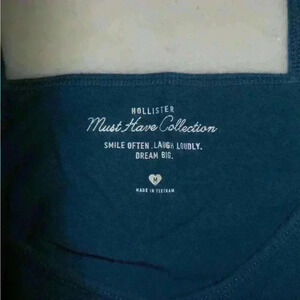 HOLLISTER
Must Have Collection
SMILE OFTEN. LAUGH LOUDLY.
DREAM BIG.
M
MADE IN VIETNAM